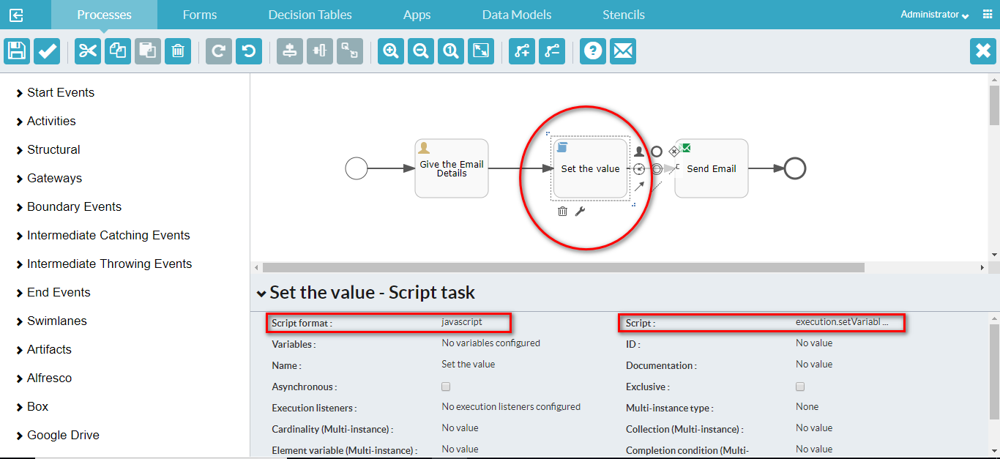 Processes Forms Decision Tables Apps Data Models Stencils Administrator
Start Events
Activities
Structural
Gateways
Boundary Events
Intermediate Catching Events
Intermediate Throwing Events
End Events
Swimlanes
Artifacts
Alfresco
Box
Google Drive
Give the Email
Details
Set the value
Send Email
Set the value - Script task
Script format : javascript Script : execution.setVariabl ...
Variables : No variables configured ID : No value
Name : Set the value Documentation : No value
Asynchronous : Exclusive :
Execution listeners : No execution listeners configured Multi-instance type : None
Cardinality (Multi-instance) : No value Collection (Multi-instance) : No value
Element variable (Multi-instance) : No value Completion condition (Multi- No value